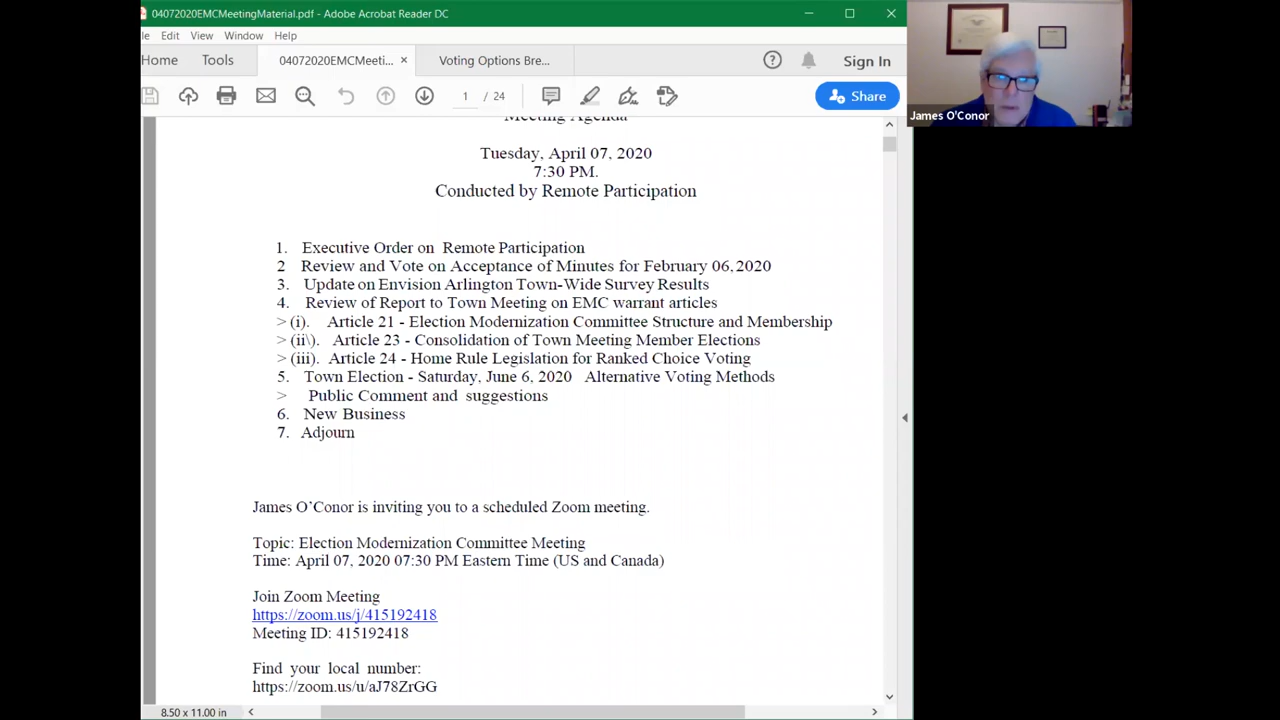 04072020EMCMeetingMaterial.pdf - Adobe Acrobat Reader DC
le Edit View Window Help
Home Tools 04072020EMCMeeti... × Voting Options Bre... Sign In
1 / 24 Share
James O'Conor
Meeting Agenda
Tuesday, April 07, 2020
7:30 PM.
Conducted by Remote Participation
1. Executive Order on Remote Participation
2 Review and Vote on Acceptance of Minutes for February 06, 2020
3. Update on Envision Arlington Town-Wide Survey Results
4. Review of Report to Town Meeting on EMC warrant articles
> (i). Article 21 - Election Modernization Committee Structure and Membership
> (ii\). Article 23 - Consolidation of Town Meeting Member Elections
> (iii). Article 24 - Home Rule Legislation for Ranked Choice Voting
5. Town Election - Saturday, June 6, 2020 Alternative Voting Methods
> Public Comment and suggestions
6. New Business
7. Adjourn
James O'Conor is inviting you to a scheduled Zoom meeting.
Topic: Election Modernization Committee Meeting
Time: April 07, 2020 07:30 PM Eastern Time (US and Canada)
Join Zoom Meeting
https://zoom.us/j/415192418
Meeting ID: 415192418
Find your local number:
https://zoom.us/u/aJ78ZrGG
8.50 x 11.00 in